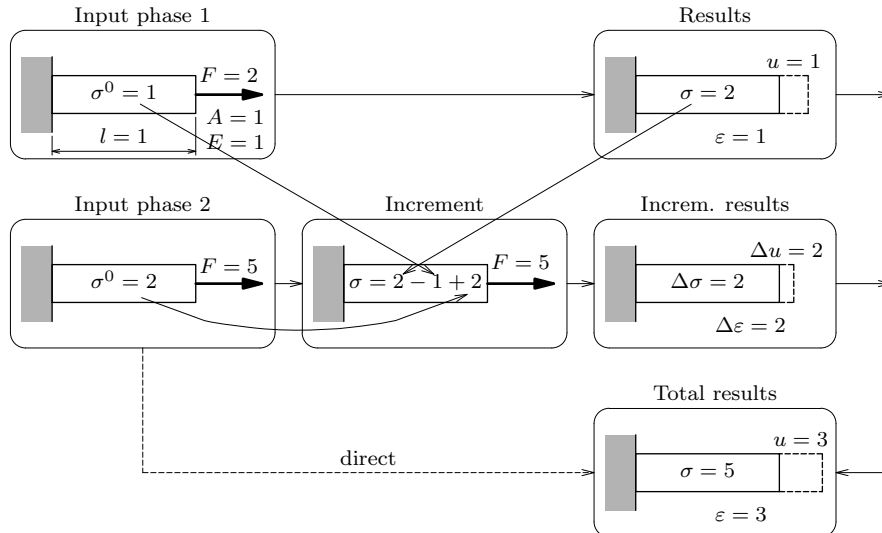 Input phase 1
σ⁰ = 1
F = 2
A = 1
E = 1
l = 1
Results
u = 1
σ = 2
ε = 1
Input phase 2
σ⁰ = 2
F = 5
Increment
σ = 2 − 1 + 2
F = 5
Increm. results
Δu = 2
Δσ = 2
Δε = 2
direct
Total results
u = 3
σ = 5
ε = 3